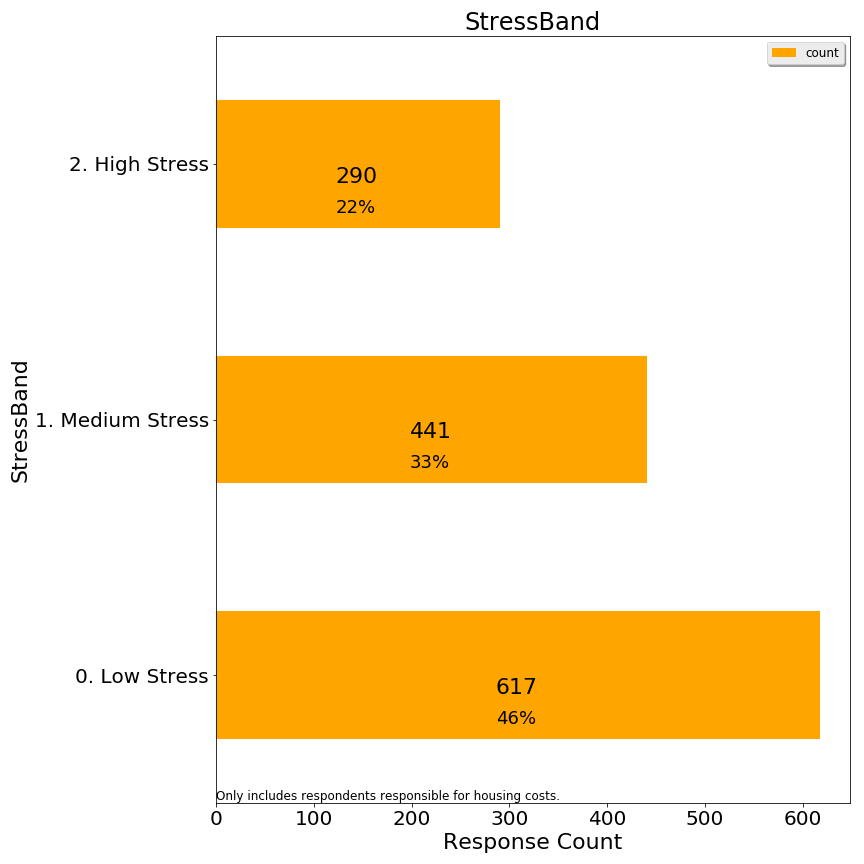 StressBand
count
2. High Stress
290
22%
StressBand
1. Medium Stress
441
33%
0. Low Stress
617
46%
Only includes respondents responsible for housing costs.
0 100 200 300 400 500 600
Response Count